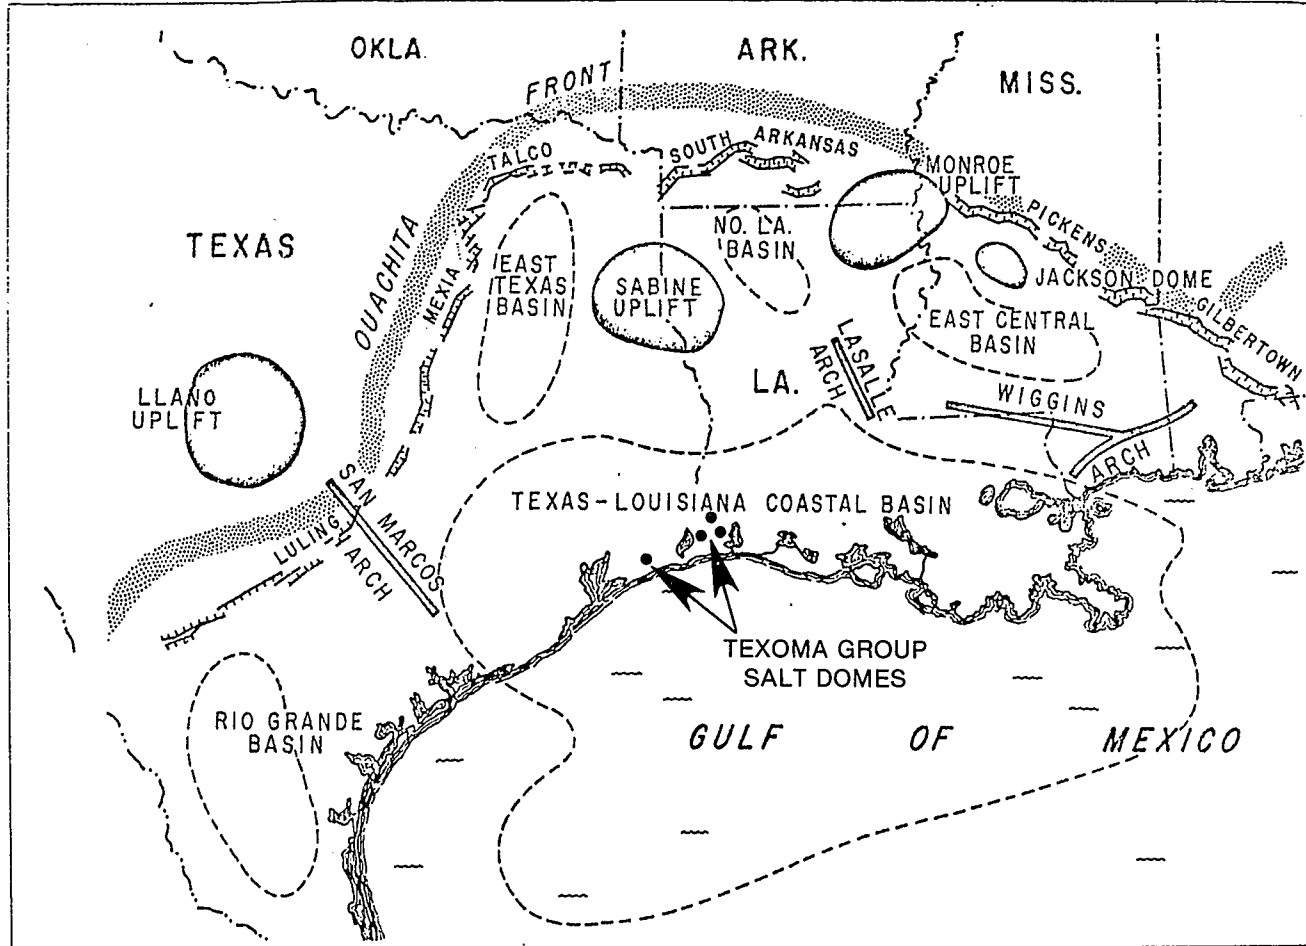 OKLA.
ARK.
MISS.
FRONT
OUACHITA
TALCO
SOUTH ARKANSAS
MONROE
UPLIFT
PICKENS
NO. LA.
BASIN
TEXAS
MEXIA
EAST
TEXAS
BASIN
SABINE
UPLIFT
JACKSON DOME
GILBERTOWN
EAST CENTRAL
BASIN
LASALLE
ARCH
LA.
LLANO
UPLIFT
WIGGINS
ARCH
SAN MARCOS
ARCH
LULING
TEXAS-LOUISIANA COASTAL BASIN
TEXOMA GROUP
SALT DOMES
RIO GRANDE
BASIN
GULF OF MEXICO